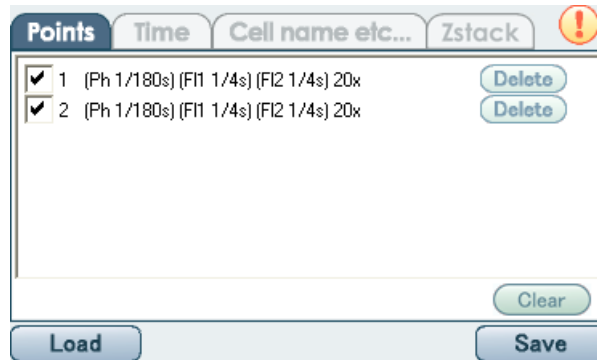 Points Time Cell name etc... Zstack !
1 (Ph 1/180s) (Fl1 1/4s) (Fl2 1/4s) 20x Delete
2 (Ph 1/180s) (Fl1 1/4s) (Fl2 1/4s) 20x Delete
Clear
Load Save